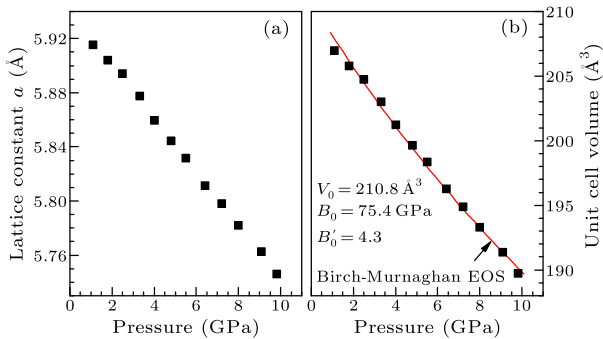 (a)
5.92
5.88
5.84
5.80
5.76
Lattice constant a (Å)
0 2 4 6 8 10
Pressure (GPa)
(b)
210
205
200
195
190
Unit cell volume (Å³)
V₀ = 210.8 Å³
B₀ = 75.4 GPa
B₀′ = 4.3
Birch-Murnaghan EOS
0 2 4 6 8 10
Pressure (GPa)